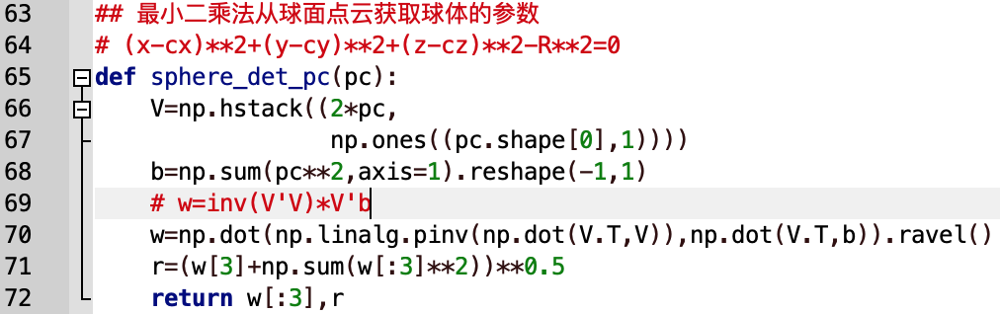 63 ## 最小二乘法从球面点云获取球体的参数
64 # (x-cx)**2+(y-cy)**2+(z-cz)**2-R**2=0
65 def sphere_det_pc(pc):
66     V=np.hstack((2*pc,
67                  np.ones((pc.shape[0],1))))
68     b=np.sum(pc**2,axis=1).reshape(-1,1)
69     # w=inv(V'V)*V'b
70     w=np.dot(np.linalg.pinv(np.dot(V.T,V)),np.dot(V.T,b)).ravel()
71     r=(w[3]+np.sum(w[:3]**2))**0.5
72     return w[:3],r